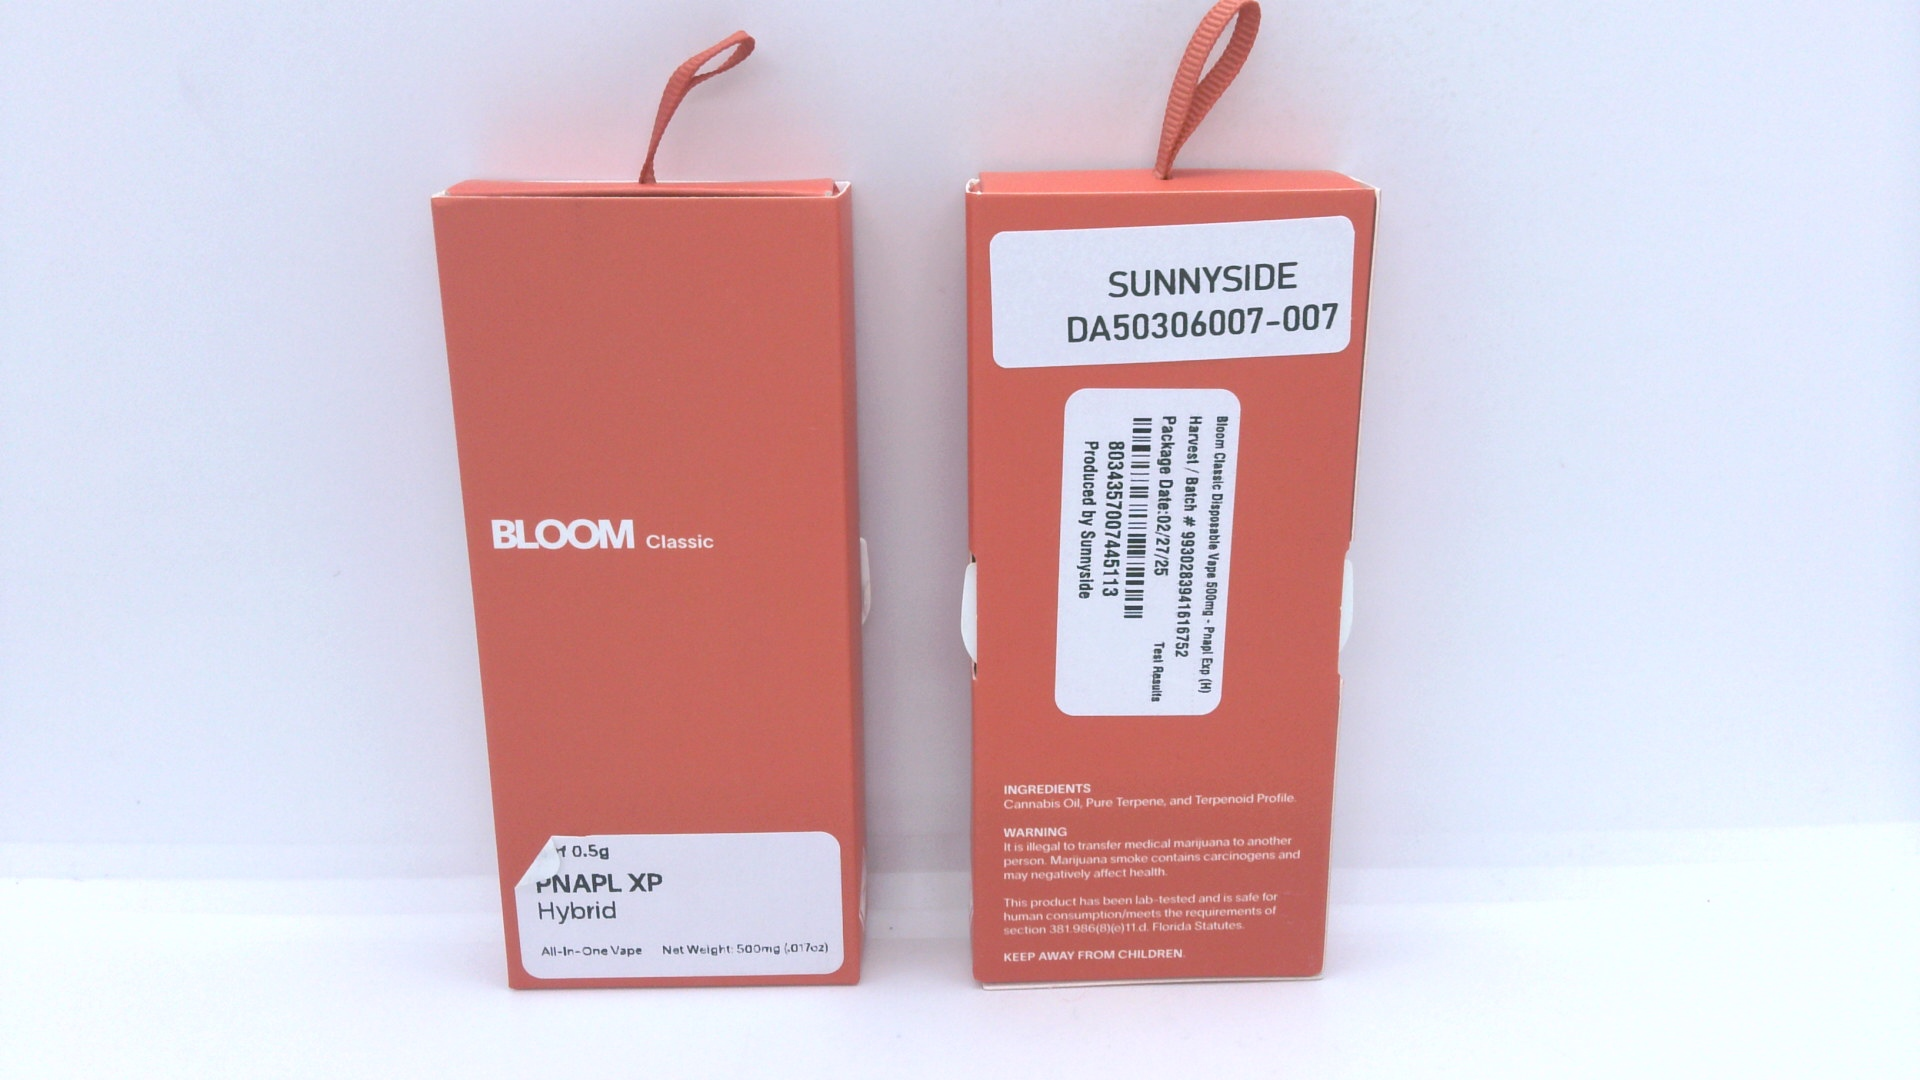 BLOOM Classic
0.5g
PNAPL XP
Hybrid
All-In-One Vape Net Weight: 500mg (.017oz)
SUNNYSIDE
DA50306007-007
Bloom Classic Disposable Vape 500mg - Pnapl Exp (H)
Harvest / Batch # 9930283941616752
Package Date:02/27/25 Test Results
8034357007445113
Produced by Sunnyside
INGREDIENTS
Cannabis Oil, Pure Terpene, and Terpenoid Profile.
WARNING
It is illegal to transfer medical marijuana to another
person. Marijuana smoke contains carcinogens and
may negatively affect health.
This product has been lab-tested and is safe for
human consumption/meets the requirements of
section 381.986(8)(e)11.d. Florida Statutes.
KEEP AWAY FROM CHILDREN.